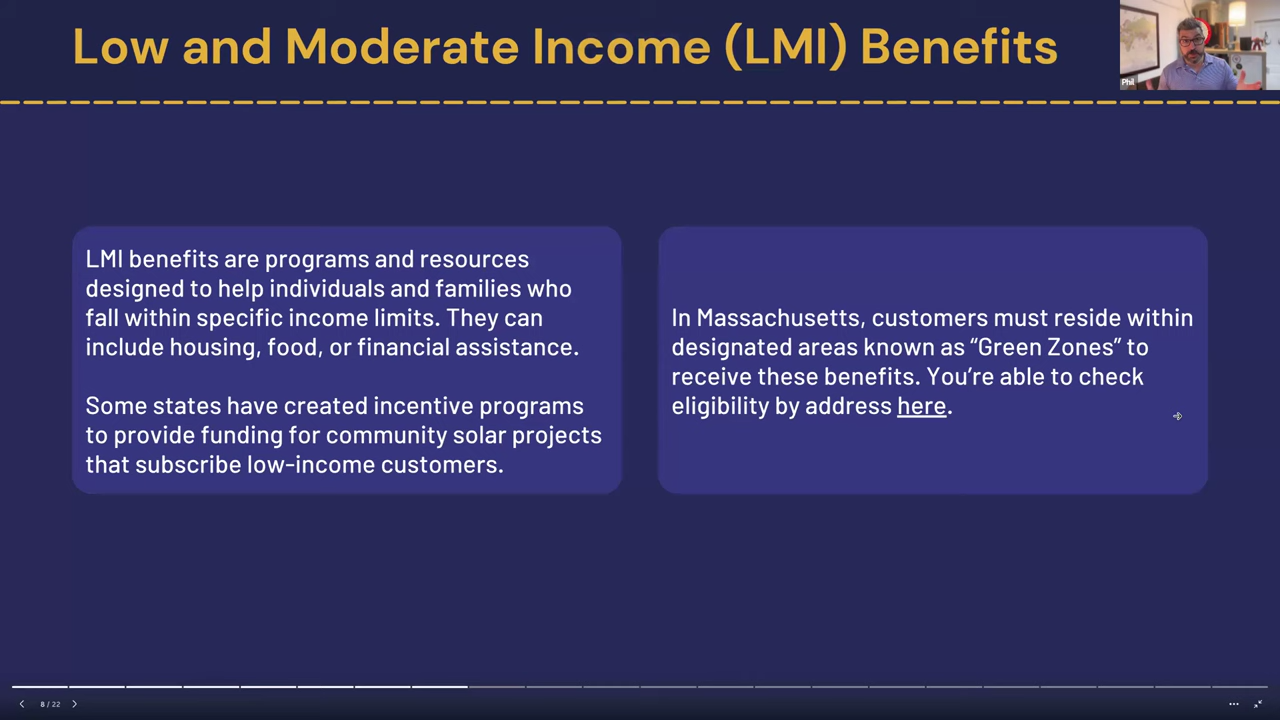 Low and Moderate Income (LMI) Benefits
Phil
LMI benefits are programs and resources
designed to help individuals and families who
fall within specific income limits. They can
include housing, food, or financial assistance.
Some states have created incentive programs
to provide funding for community solar projects
that subscribe low-income customers.
In Massachusetts, customers must reside within
designated areas known as “Green Zones” to
receive these benefits. You’re able to check
eligibility by address here.
8 / 22